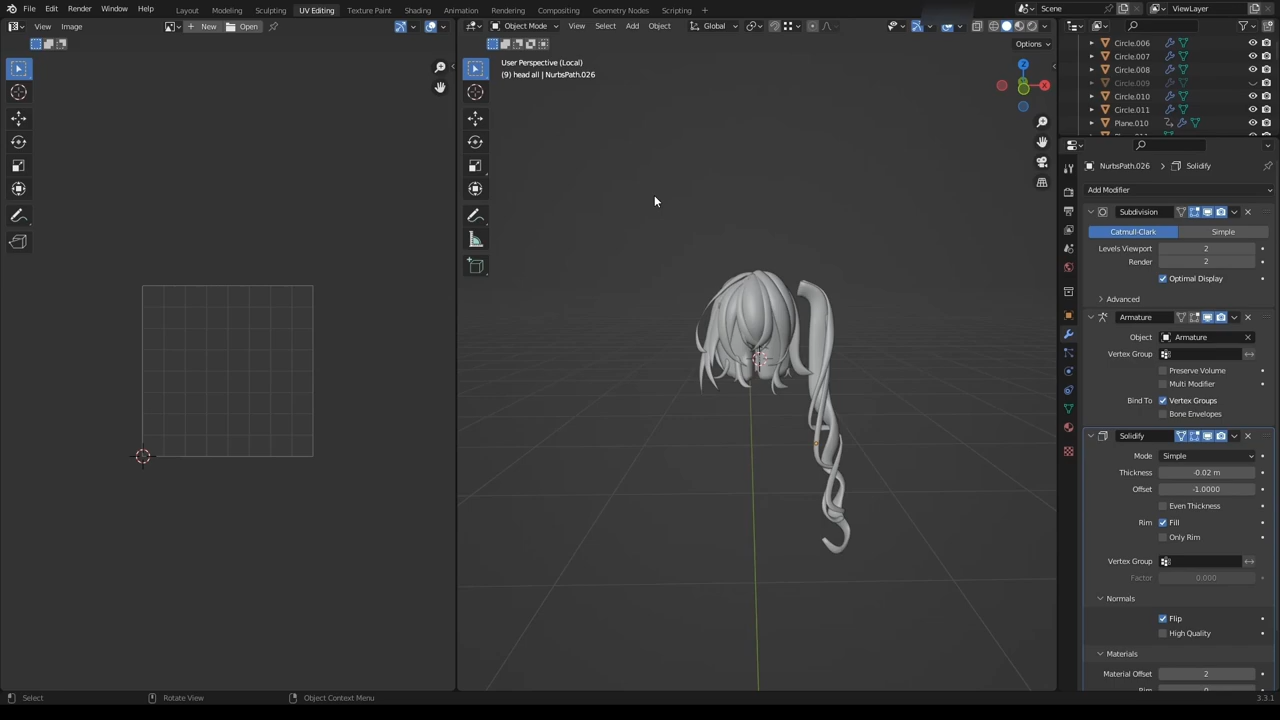 File Edit Render Window Help Layout Modeling Sculpting UV Editing Texture Paint Shading Animation Rendering Compositing Geometry Nodes Scripting + Scene ViewLayer
View Image New Open
Object Mode View Select Add Object Global
Options
User Perspective (Local)
(9) head all | NurbsPath.026
Z
X
Circle.006
Circle.007
Circle.008
Circle.009
Circle.010
Circle.011
Plane.010
NurbsPath.026 > Solidify
Add Modifier
Subdivision
Catmull-Clark Simple
Levels Viewport 2
Render 2
Optimal Display
Advanced
Armature
Object Armature
Vertex Group
Preserve Volume
Multi Modifier
Bind To Vertex Groups
Bone Envelopes
Solidify
Mode Simple
Thickness -0.02 m
Offset -1.0000
Even Thickness
Rim Fill
Only Rim
Vertex Group
Factor 0.000
Normals
Flip
High Quality
Materials
Material Offset 2
Select Rotate View Object Context Menu 3.3.1